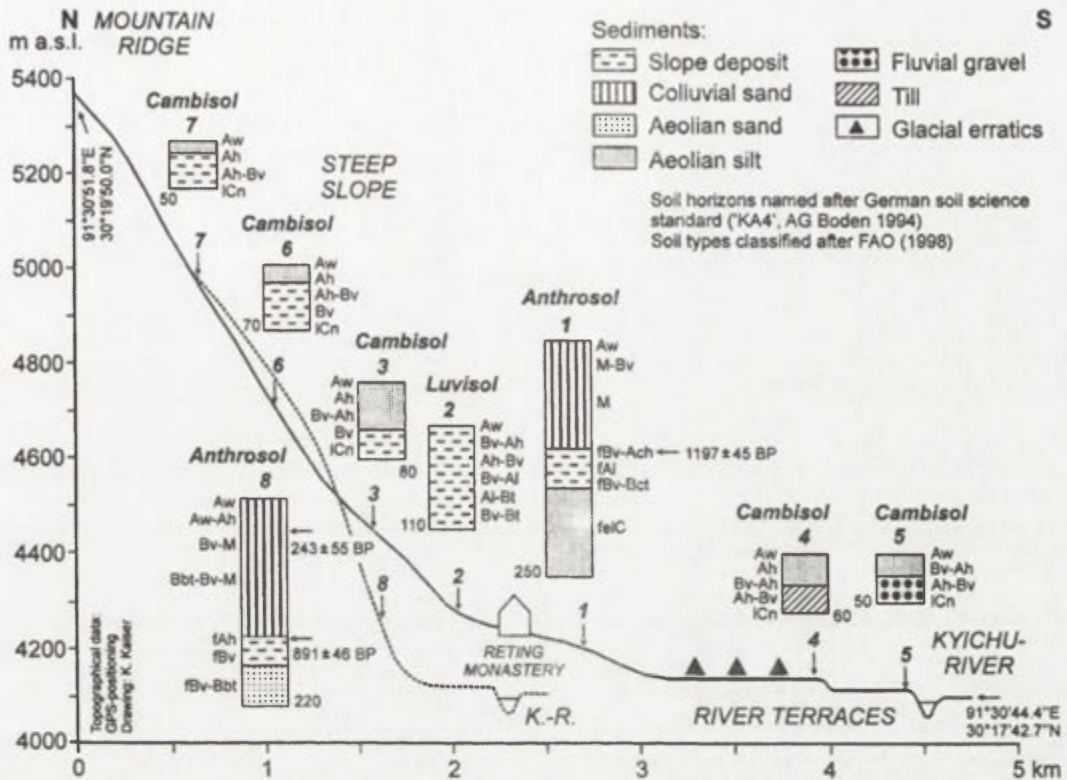 N MOUNTAIN RIDGE
S
m a.s.l.
Sediments:
Slope deposit
Colluvial sand
Aeolian sand
Aeolian silt
Fluvial gravel
Till
Glacial erratics
Soil horizons named after German soil science
standard ('KA4', AG Boden 1994)
Soil types classified after FAO (1998)
5400
5200
5000
4800
4600
4400
4200
4000
91°30'51.8"E
30°19'50.0"N
Cambisol
7
Aw
Ah
Ah-Bv
lCn
50
STEEP
SLOPE
7
Cambisol
6
Aw
Ah
Ah-Bv
Bv
lCn
70
6
Cambisol
3
Aw
Ah
Bv-Ah
Bv
lCn
80
Luvisol
2
Aw
Bv-Ah
Ah-Bv
Bv-Al
Al-Bt
Bv-Bt
110
Anthrosol
1
Aw
M-Bv
M
fBv-Ach
1197 ± 45 BP
fAl
fBv-Bct
felC
250
Anthrosol
8
Aw
Aw-Ah
Bv-M
243 ± 55 BP
Bbt-Bv-M
fAh
891 ± 46 BP
fBv
fBv-Bbt
220
3
8
2
1
RETING
MONASTERY
Cambisol
4
Aw
Ah
Bv-Ah
Ah-Bv
lCn
60
Cambisol
5
Aw
Bv-Ah
Ah-Bv
lCn
50
4
5
KYICHU-
RIVER
K.-R.
RIVER TERRACES
91°30'44.4"E
30°17'42.7"N
Topographical data:
GPS-positioning
Drawing: K. Kaiser
0
1
2
3
4
5 km